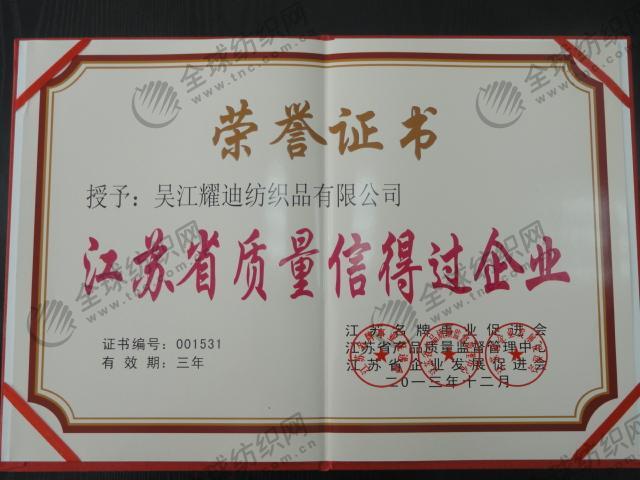 荣誉证书
授予：吴江耀迪纺织品有限公司
江苏省质量信得过企业
证书编号：001531
有效期：三年
江苏名牌事业促进会
江苏省产品质量监督管理中心
江苏省企业发展促进会
二〇一三年十二月
全球纺织网
www.tnc.com.cn